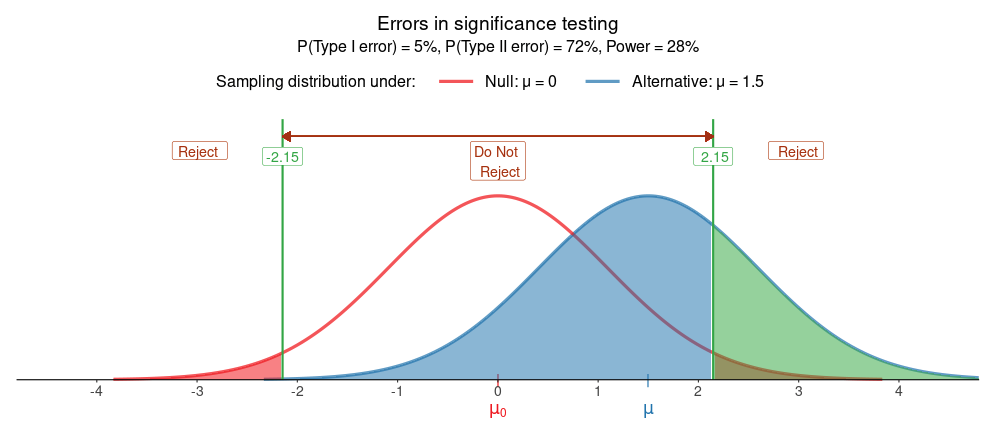 Errors in significance testing
P(Type I error) = 5%, P(Type II error) = 72%, Power = 28%
Sampling distribution under: Null: μ = 0 Alternative: μ = 1.5
Reject
-2.15
Do Not
Reject
2.15
Reject
-4 -3 -2 -1 0 1 2 3 4
μ₀ μ